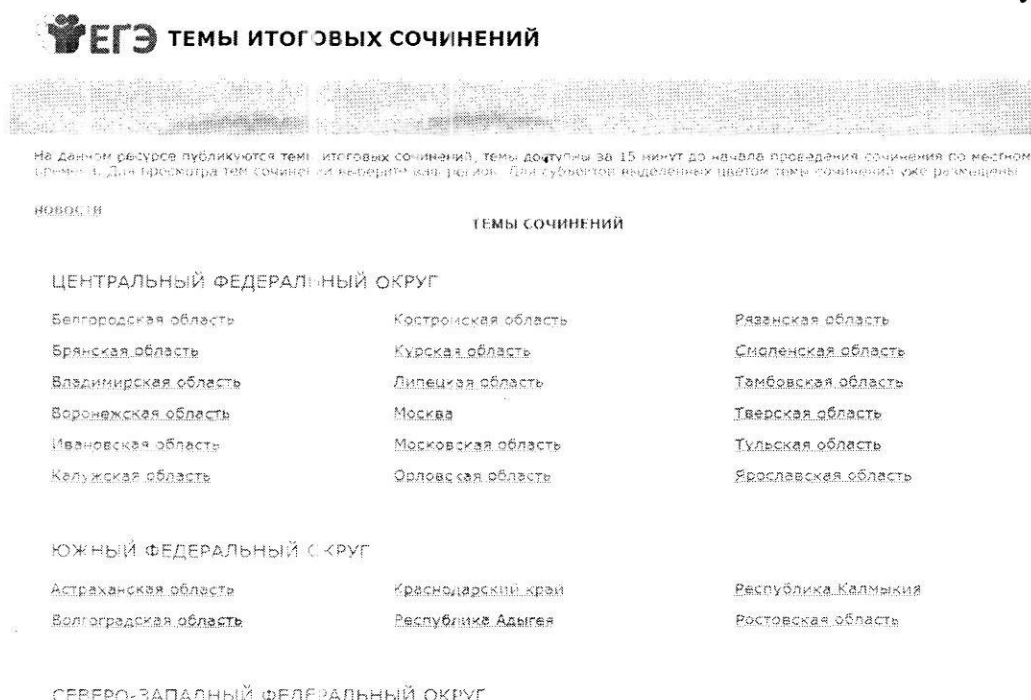 ЕГЭ ТЕМЫ ИТОГОВЫХ СОЧИНЕНИЙ
На данном ресурсе публикуются темы итоговых сочинений, темы доступны за 15 минут до начала проведения сочинения по местном
времени. Для просмотра тем сочинений выберите ваш регион. Для субъектов выделенных цветом темы сочинений уже размещены
НОВОСТИ
ТЕМЫ СОЧИНЕНИЙ
ЦЕНТРАЛЬНЫЙ ФЕДЕРАЛЬНЫЙ ОКРУГ
Белгородская область Костромская область Рязанская область
Брянская область Курская область Смоленская область
Владимирская область Липецкая область Тамбовская область
Воронежская область Москва Тверская область
Ивановская область Московская область Тульская область
Калужская область Орловская область Ярославская область
ЮЖНЫЙ ФЕДЕРАЛЬНЫЙ ОКРУГ
Астраханская область Краснодарский край Республика Калмыкия
Волгоградская область Республика Адыгея Ростовская область
СЕВЕРО-ЗАПАДНЫЙ ФЕДЕРАЛЬНЫЙ ОКРУГ